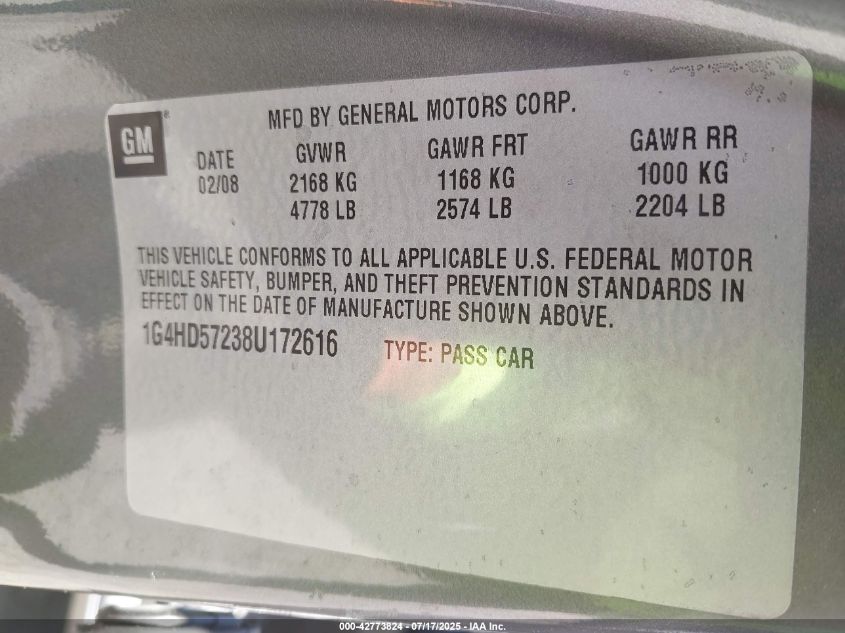 MFD BY GENERAL MOTORS CORP.
GM®
DATE GVWR GAWR FRT GAWR RR
02/08 2168 KG 1168 KG 1000 KG
4778 LB 2574 LB 2204 LB
THIS VEHICLE CONFORMS TO ALL APPLICABLE U.S. FEDERAL MOTOR
VEHICLE SAFETY, BUMPER, AND THEFT PREVENTION STANDARDS IN
EFFECT ON THE DATE OF MANUFACTURE SHOWN ABOVE.
1G4HD57238U172616 TYPE: PASS CAR
000-42773824 - 07/17/2025 - IAA Inc.